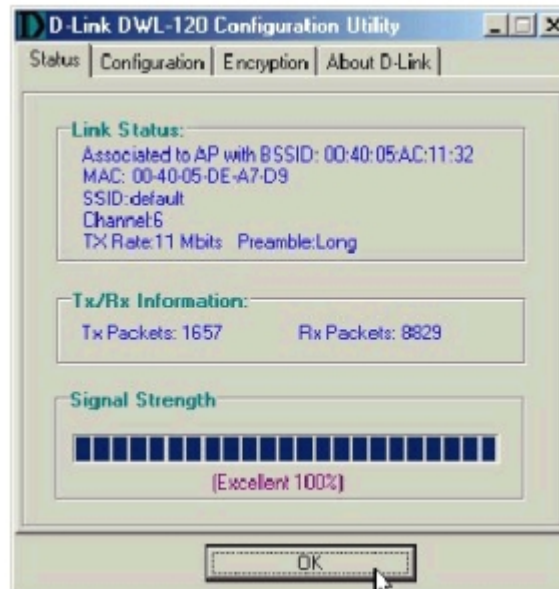 D-Link DWL-120 Configuration Utility
Status Configuration Encryption About D-Link
Link Status:
Associated to AP with BSSID: 00:40:05:AC:11:32
MAC: 00-40-05-DE-A7-D9
SSID:default
Channel:6
TX Rate:11 Mbits Preamble:Long
Tx/Rx Information:
Tx Packets: 1657 Rx Packets: 8829
Signal Strength
(Excellent 100%)
OK